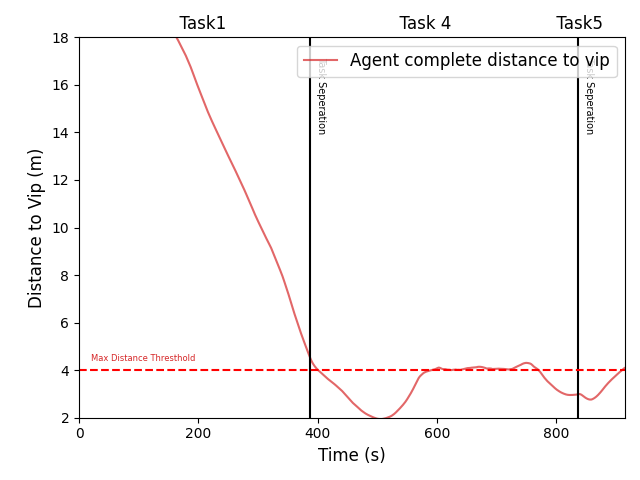 Task1
Task 4
Task5
18
16
14
12
10
8
6
4
2
Distance to Vip (m)
Agent complete distance to vip
Task Seperation
Task Seperation
Max Distance Thresthold
0
200
400
600
800
Time (s)